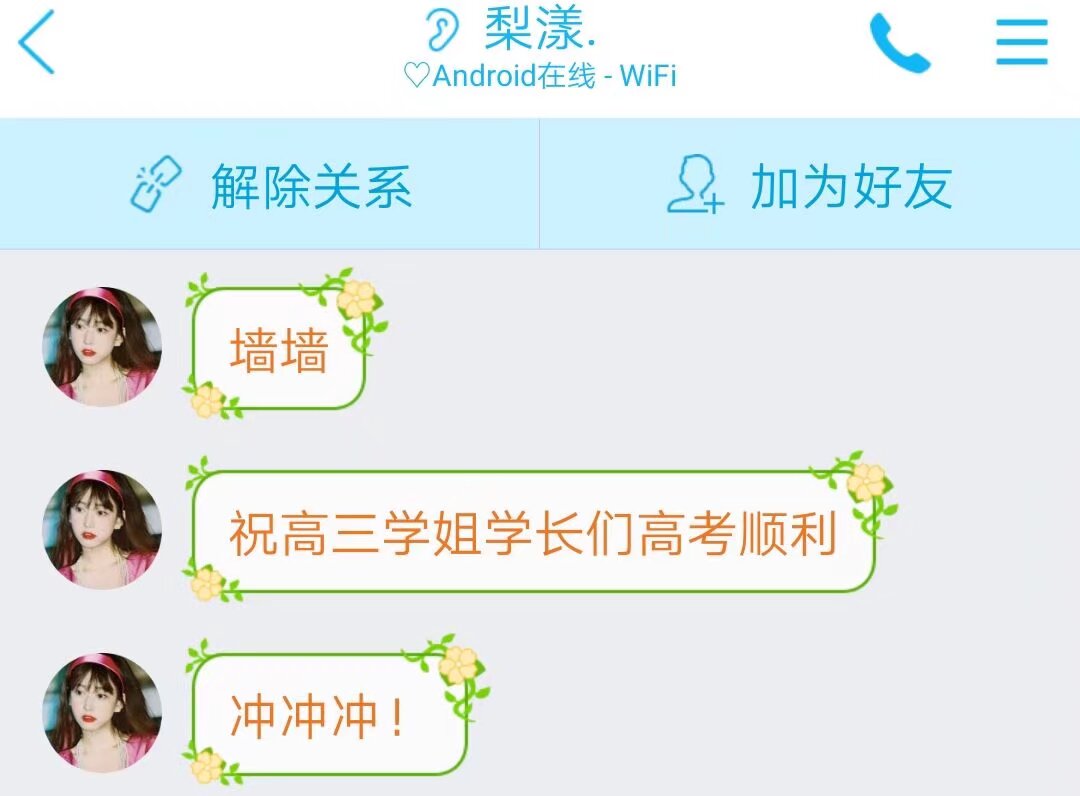 梨漾.
♡Android在线 - WiFi
解除关系
加为好友
墙墙
祝高三学姐学长们高考顺利
冲冲冲！